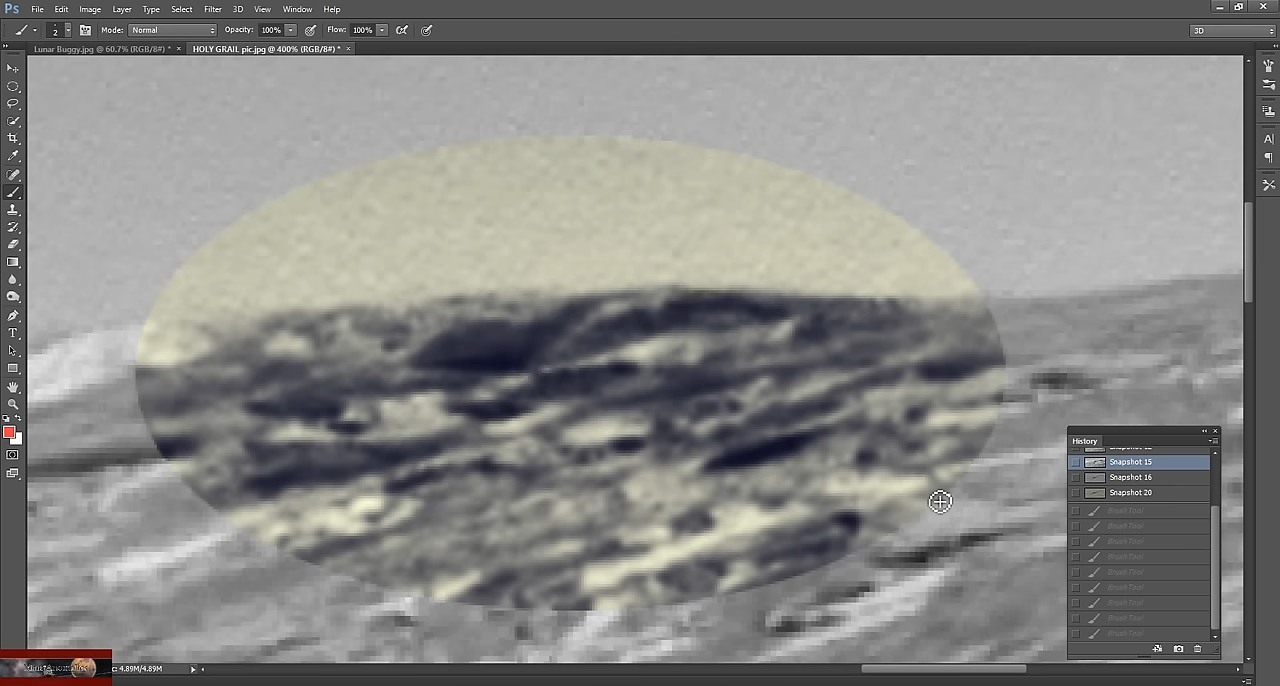 Ps File Edit Image Layer Type Select Filter 3D View Window Help
2 Mode: Normal Opacity: 100% Flow: 100% 3D
Lunar Buggy.jpg @ 60.7% (RGB/8#) * × HOLY GRAIL pic.jpg @ 400% (RGB/8#) * ×
History
Snapshot 15
Snapshot 16
Snapshot 20
Brush Tool
Brush Tool
Brush Tool
Brush Tool
Brush Tool
Brush Tool
Brush Tool
Brush Tool
Brush Tool
c: 4.89M/4.89M